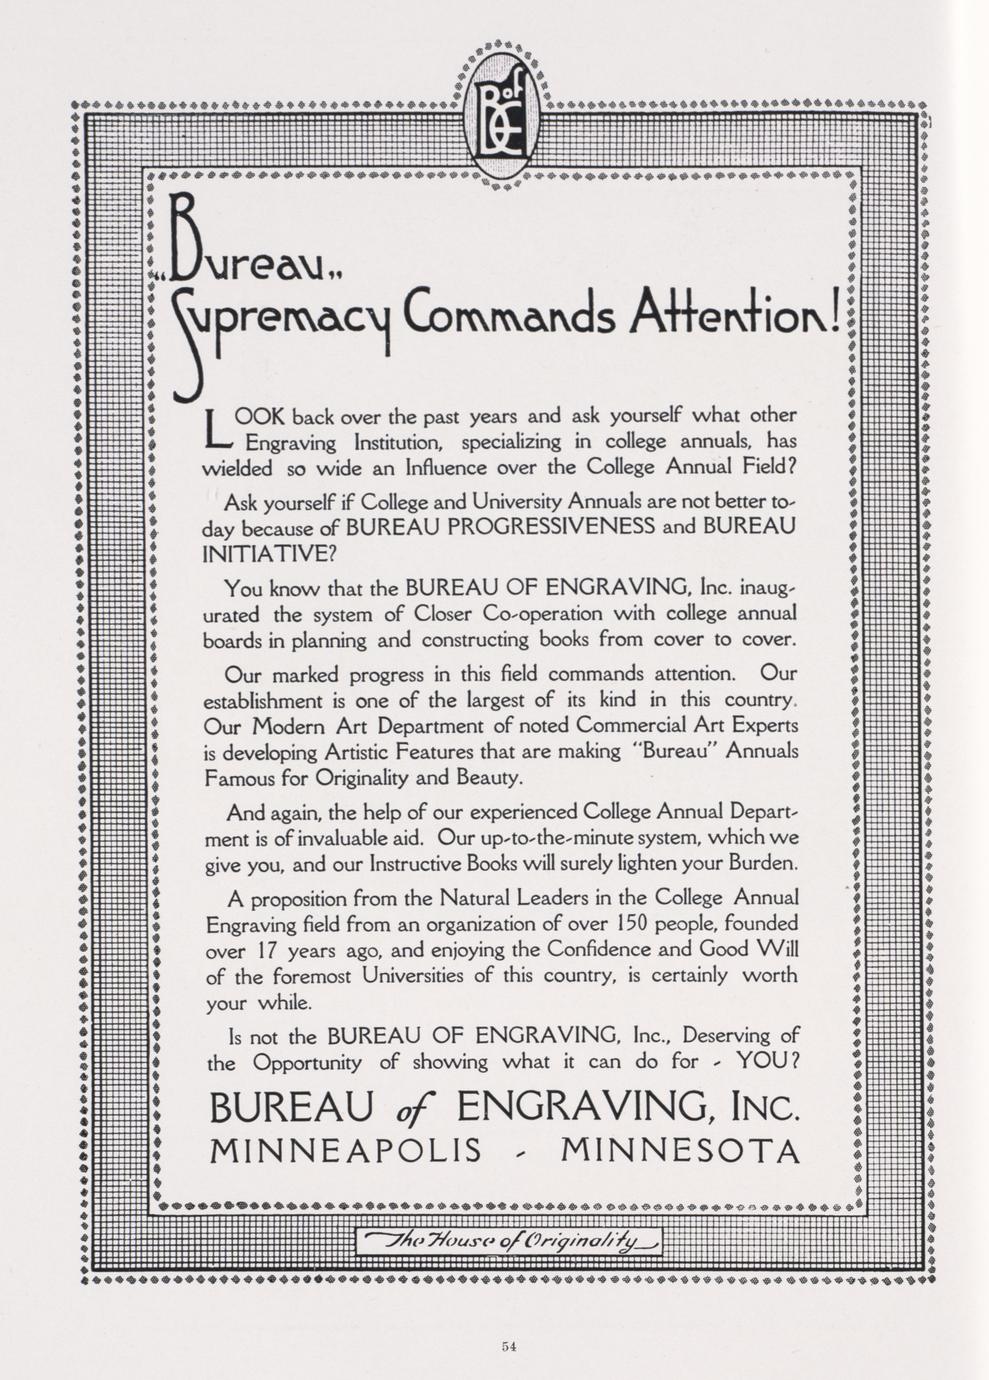 B of E
„Bureau„
Supremacy Commands Attention!
LOOK back over the past years and ask yourself what other
Engraving Institution, specializing in college annuals, has
wielded so wide an Influence over the College Annual Field?
Ask yourself if College and University Annuals are not better to-
day because of BUREAU PROGRESSIVENESS and BUREAU
INITIATIVE?
You know that the BUREAU OF ENGRAVING, Inc. inaug-
urated the system of Closer Co-operation with college annual
boards in planning and constructing books from cover to cover.
Our marked progress in this field commands attention. Our
establishment is one of the largest of its kind in this country.
Our Modern Art Department of noted Commercial Art Experts
is developing Artistic Features that are making "Bureau" Annuals
Famous for Originality and Beauty.
And again, the help of our experienced College Annual Depart-
ment is of invaluable aid. Our up-to-the-minute system, which we
give you, and our Instructive Books will surely lighten your Burden.
A proposition from the Natural Leaders in the College Annual
Engraving field from an organization of over 150 people, founded
over 17 years ago, and enjoying the Confidence and Good Will
of the foremost Universities of this country, is certainly worth
your while.
Is not the BUREAU OF ENGRAVING, Inc., Deserving of
the Opportunity of showing what it can do for - YOU?
BUREAU of ENGRAVING, INC.
MINNEAPOLIS - MINNESOTA
The House of Originality
54